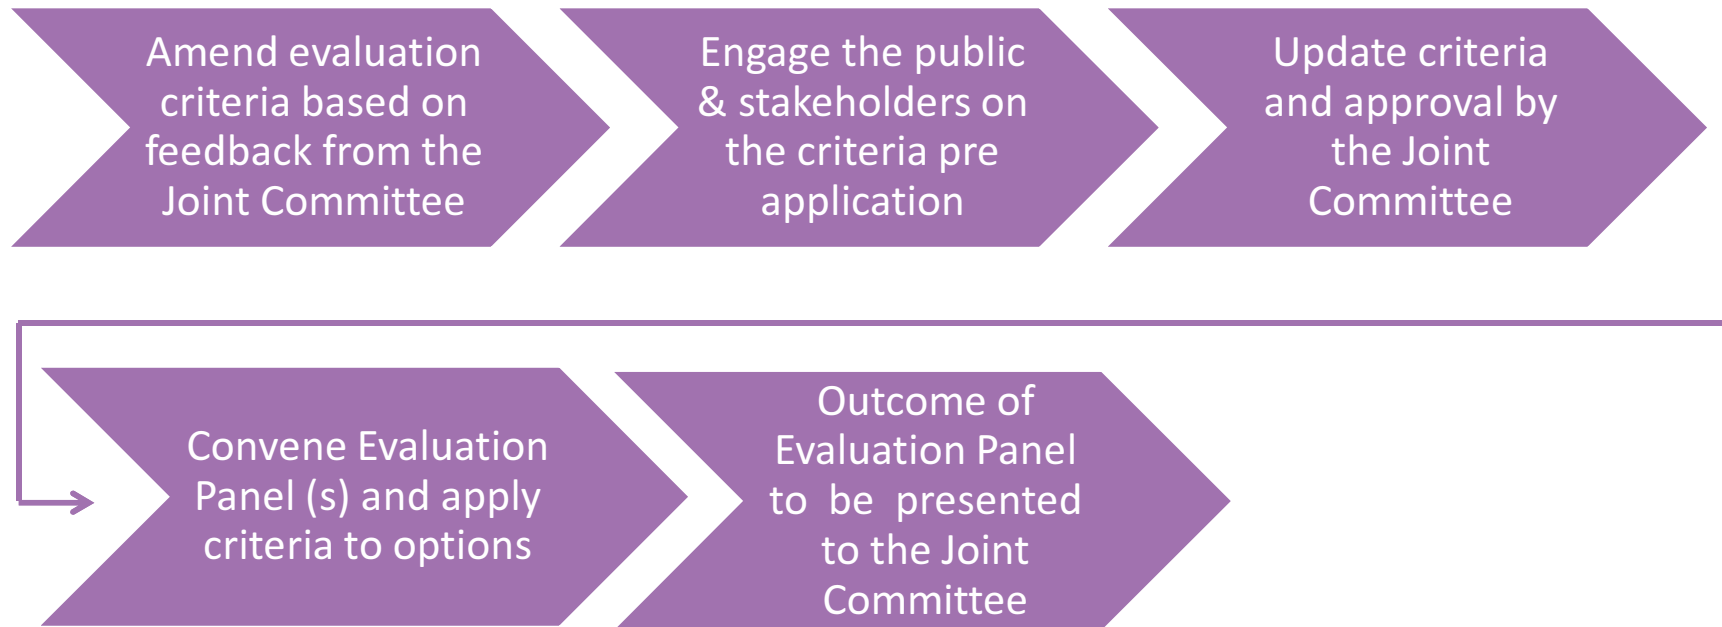 Amend evaluation
criteria based on
feedback from the
Joint Committee
Engage the public
& stakeholders on
the criteria pre
application
Update criteria
and approval by
the Joint
Committee
Convene Evaluation
Panel (s) and apply
criteria to options
Outcome of
Evaluation Panel
to be presented
to the Joint
Committee